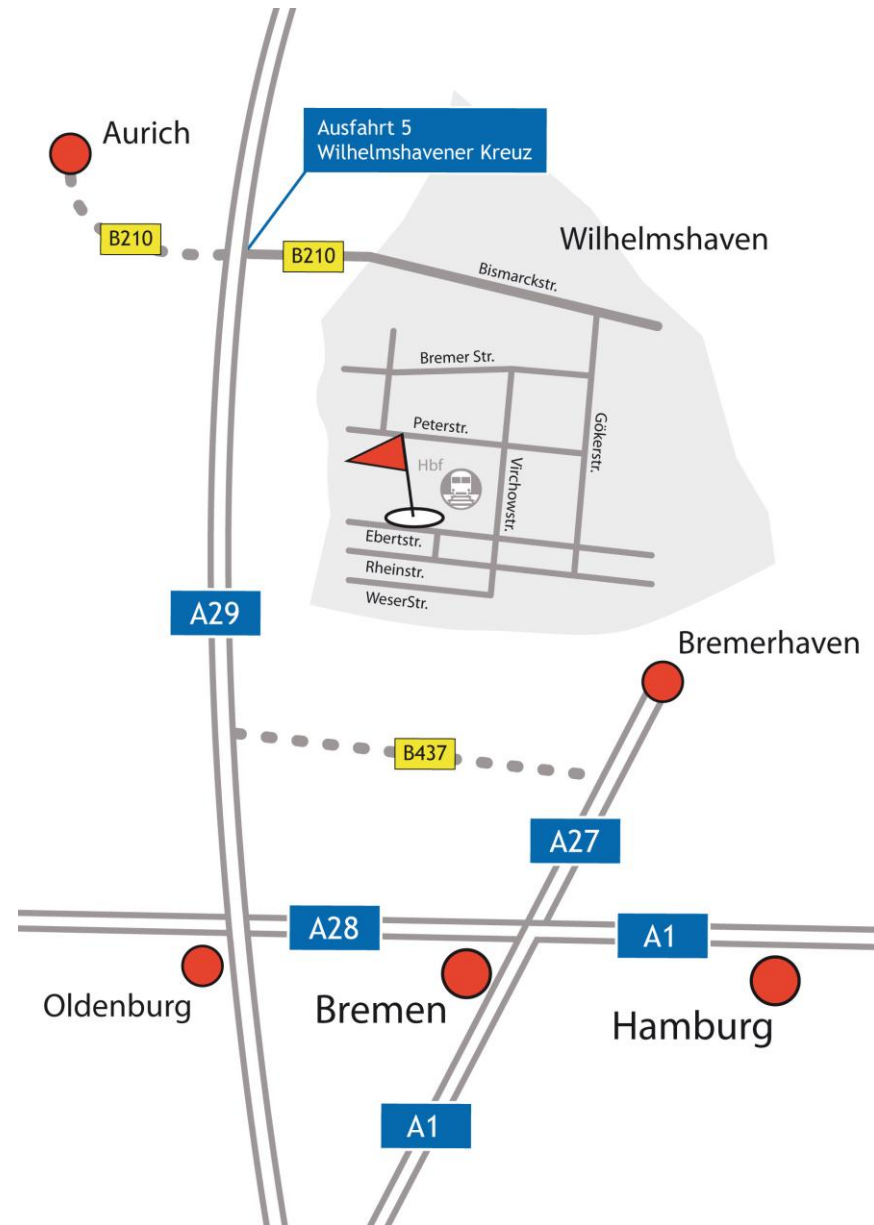 Aurich
Ausfahrt 5
Wilhelmshavener Kreuz
B210
B210
Wilhelmshaven
Bismarckstr.
Bremer Str.
Peterstr.
Gökerstr.
Hbf
Virchowstr.
Ebertstr.
Rheinstr.
WeserStr.
A29
Bremerhaven
B437
A27
A28
A1
Oldenburg
Bremen
Hamburg
A1